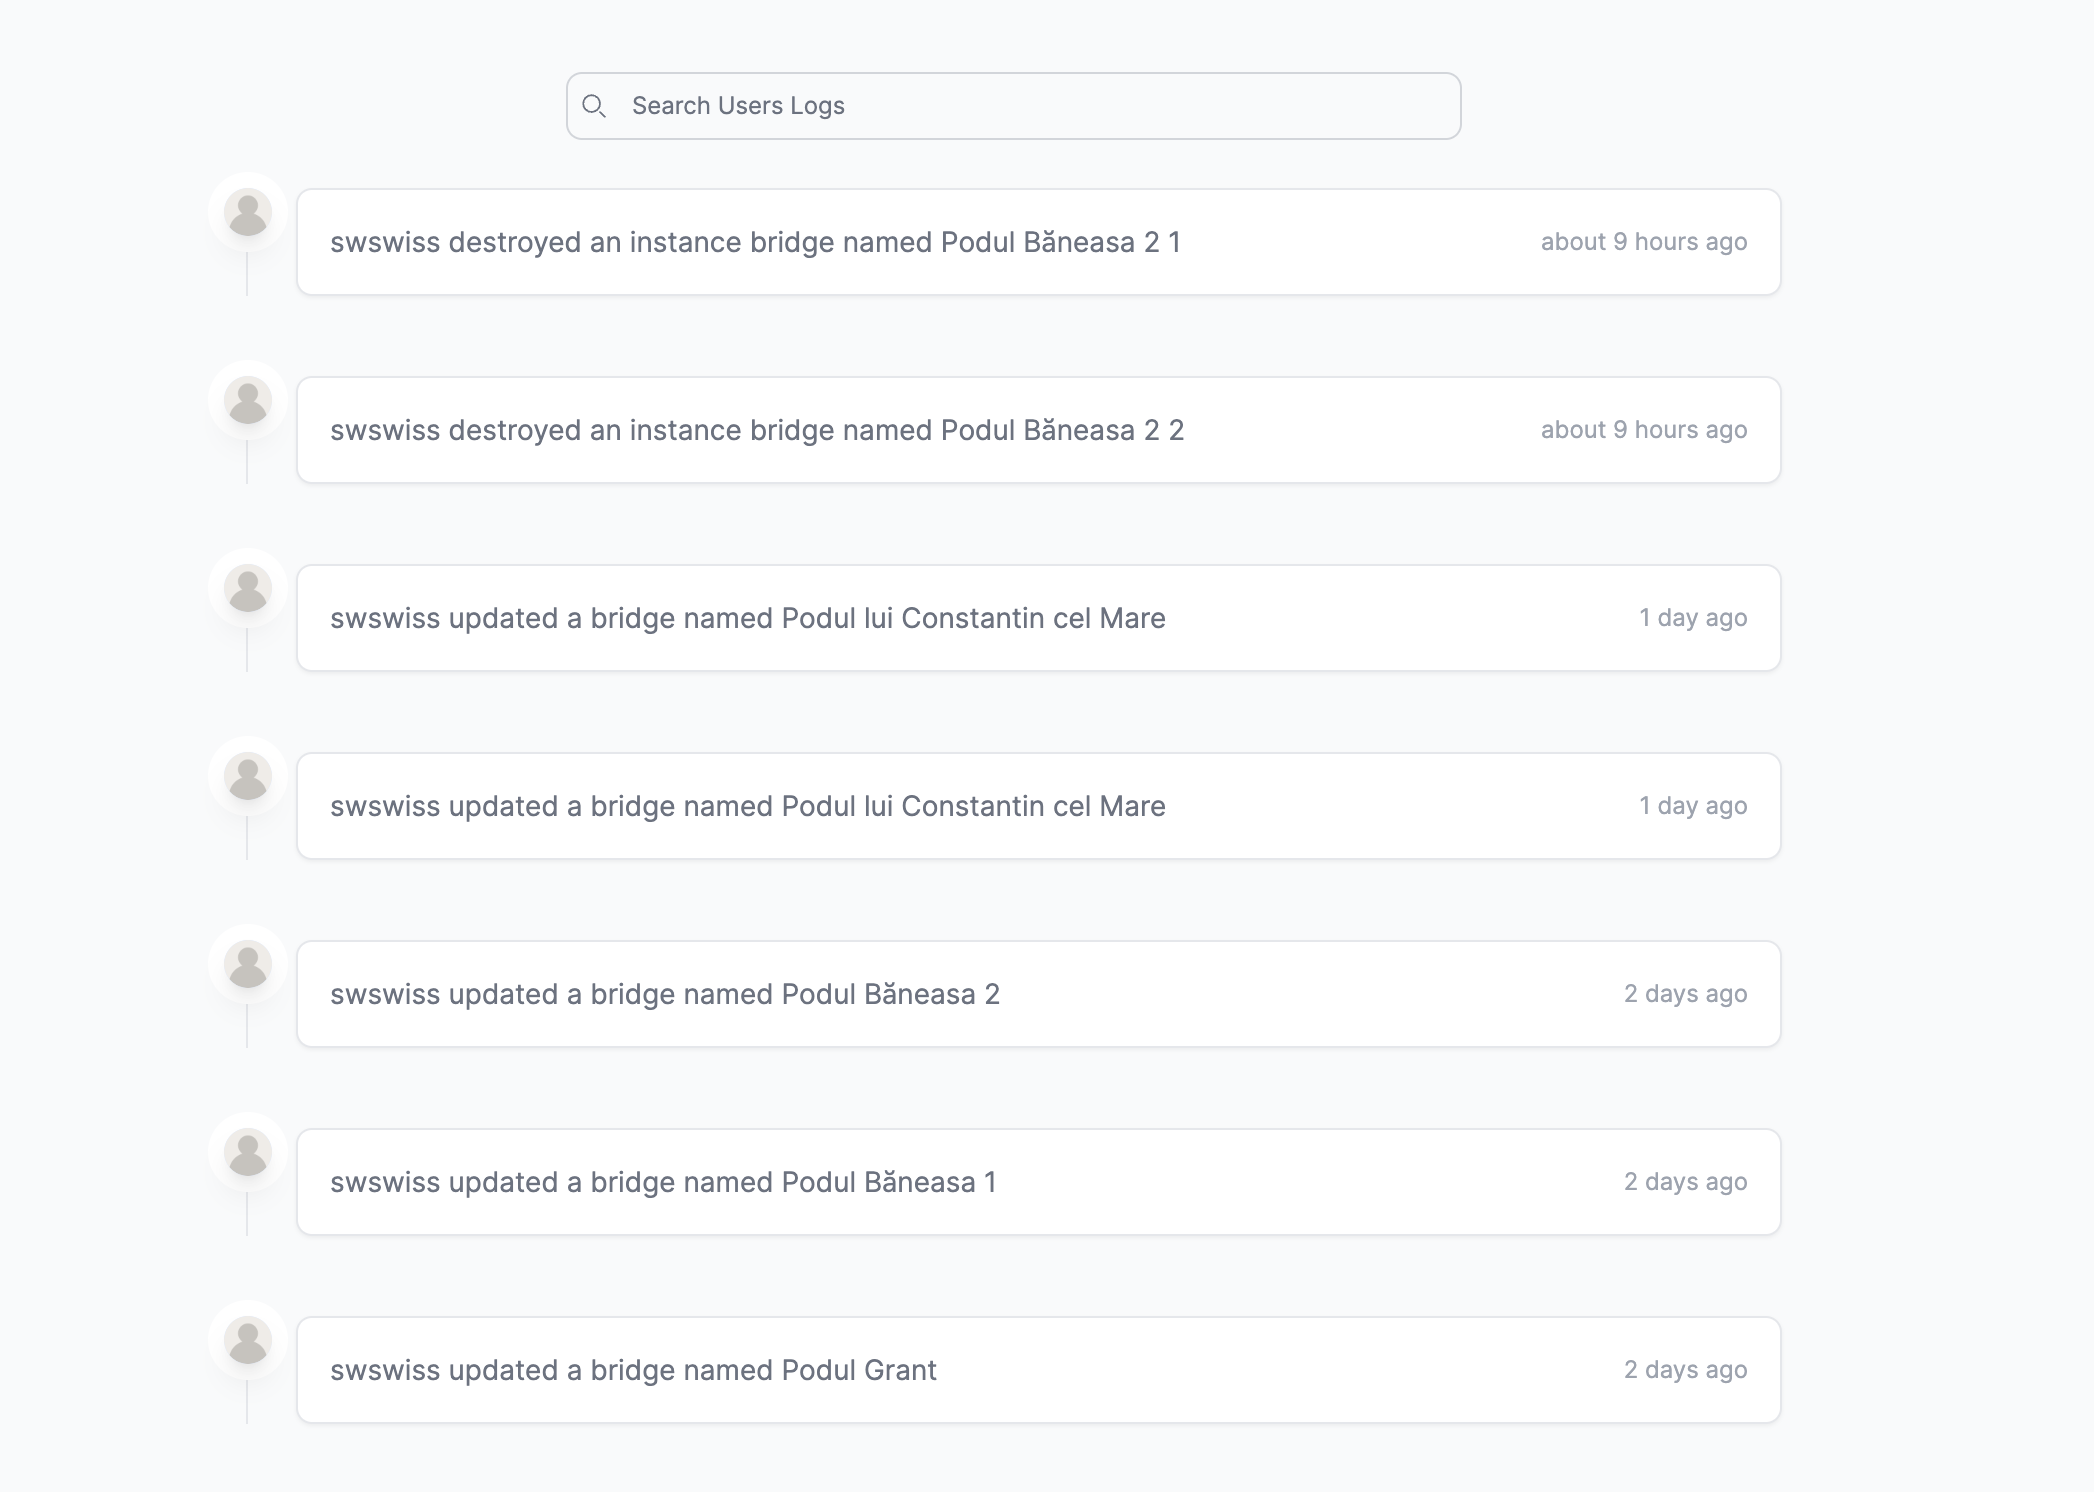 Search Users Logs
swswiss destroyed an instance bridge named Podul Băneasa 2 1
about 9 hours ago
swswiss destroyed an instance bridge named Podul Băneasa 2 2
about 9 hours ago
swswiss updated a bridge named Podul lui Constantin cel Mare
1 day ago
swswiss updated a bridge named Podul lui Constantin cel Mare
1 day ago
swswiss updated a bridge named Podul Băneasa 2
2 days ago
swswiss updated a bridge named Podul Băneasa 1
2 days ago
swswiss updated a bridge named Podul Grant
2 days ago